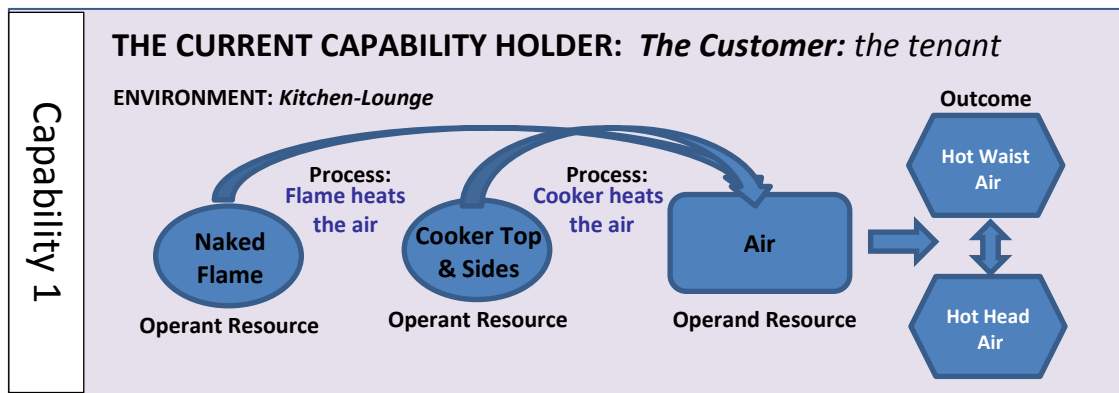 Capability 1
THE CURRENT CAPABILITY HOLDER: The Customer: the tenant
ENVIRONMENT: Kitchen-Lounge
Outcome
Process:
Flame heats
the air
Process:
Cooker heats
the air
Naked
Flame
Cooker Top
& Sides
Air
Hot Waist
Air
Hot Head
Air
Operant Resource
Operant Resource
Operand Resource